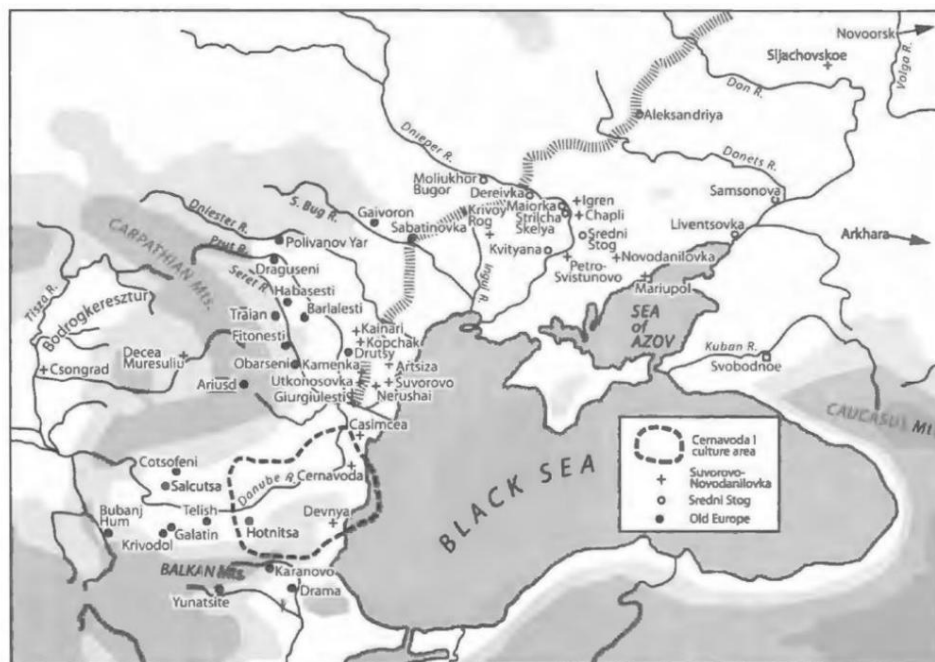 Novoorsk
Sijachovskoe
Volga R.
Don R.
Aleksandriya
Dnieper R.
Donets R.
Moliukhor
Bugor
Dereivka
Igren
Samsonova
Maiorka
Chapli
Krivoy
Rog
Strilcha
Skelya
S. Bug R.
Gaivoron
Sabatinovka
Sredni
Stog
Liventsovka
Arkhara
Dniester R.
Polivanov Yar
Kvityana
Novodanilovka
Petro-
Svistunovo
Ingul R.
Mariupol
CARPATHIAN Mts.
Prut R.
Draguseni
Seret R.
Habasesti
Barlalesti
Traian
Tisza R.
Bodrogkeresztur
SEA
of
AZOV
Kainari
Kopchak
Fitonesti
Drutsy
Kuban R.
Svobodnoe
Decea
Muresuliu
Csongrad
Obarseni
Kamenka
Artsiza
Ariusd
Utkonosovka
Suvorovo
Giurgiulesti
Nerushai
CAUCASUS Mt
Casimcea
Cotsofeni
Salcutsa
Danube R.
Cernavoda
BLACK SEA
Bubanj
Hum
Telish
Galatin
Krivodol
Hotnitsa
Devnya
BALKAN Mts.
Karanovo
Yunatsite
Drama
Cernavoda I
culture area
Suvorovo-
Novodanilovka
Sredni Stog
Old Europe